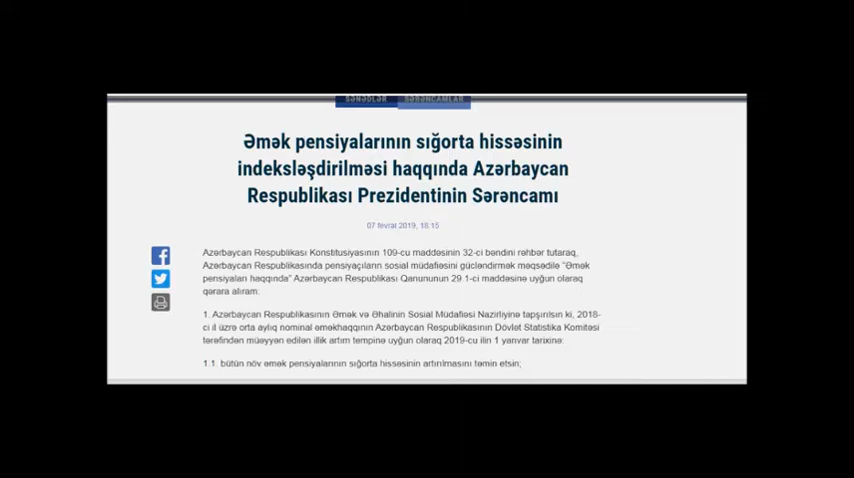 SƏNƏDLƏR SƏRƏNCAMLAR
Əmək pensiyalarının sığorta hissəsinin
indeksləşdirilməsi haqqında Azərbaycan
Respublikası Prezidentinin Sərəncamı
07 fevral 2019, 18:15
Azərbaycan Respublikası Konstitusiyasının 109-cu maddəsinin 32-ci bəndini rəhbər tutaraq,
Azərbaycan Respublikasında pensiyaçıların sosial müdafiəsini gücləndirmək məqsədilə "Əmək
pensiyaları haqqında" Azərbaycan Respublikası Qanununun 29 1-ci maddəsinə uyğun olaraq
qərara alıram:
1. Azərbaycan Respublikasının Əmək və Əhalinin Sosial Müdafiəsi Nazirliyinə tapşırılsın ki, 2018-
ci il üzrə orta aylıq nominal əməkhaqqının Azərbaycan Respublikasının Dövlət Statistika Komitəsi
tərəfindən müəyyən edilən illik artım tempinə uyğun olaraq 2019-cu ilin 1 yanvar tarixinə:
1.1. bütün növ əmək pensiyalarının sığorta hissəsinin artırılmasını təmin etsin;